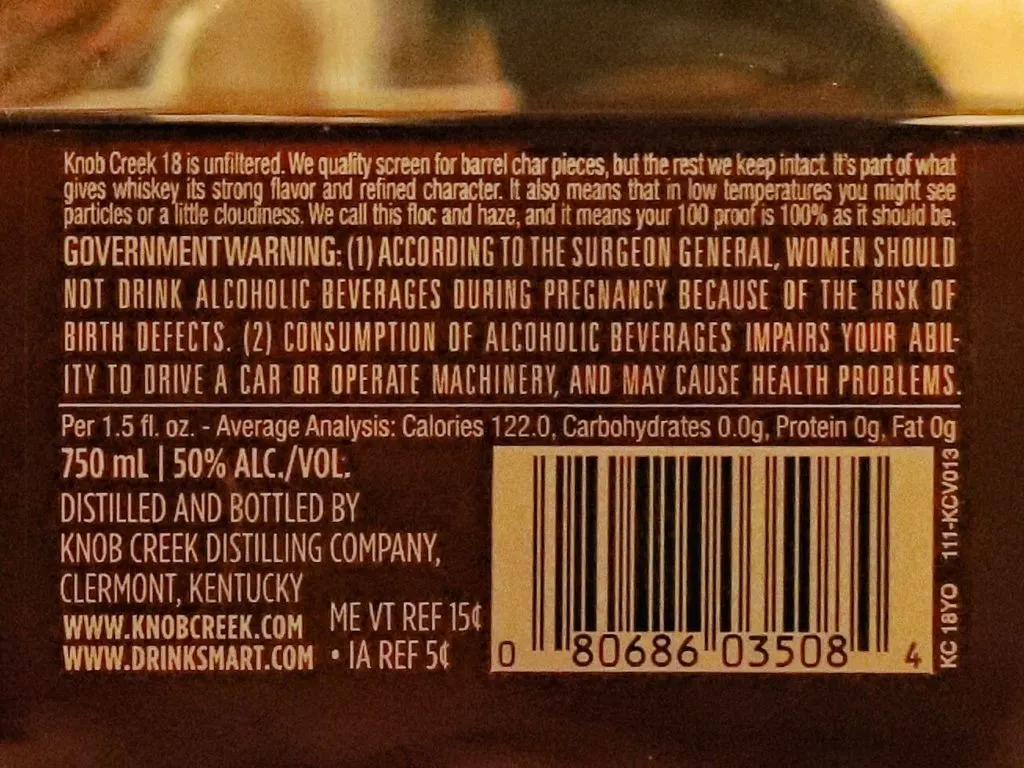 Knob Creek 18 is unfiltered. We quality screen for barrel char pieces, but the rest we keep intact. It's part of what
gives whiskey its strong flavor and refined character. It also means that in low temperatures you might see
particles or a little cloudiness. We call this floc and haze, and it means your 100 proof is 100% as it should be.
GOVERNMENT WARNING: (1) ACCORDING TO THE SURGEON GENERAL, WOMEN SHOULD
NOT DRINK ALCOHOLIC BEVERAGES DURING PREGNANCY BECAUSE OF THE RISK OF
BIRTH DEFECTS. (2) CONSUMPTION OF ALCOHOLIC BEVERAGES IMPAIRS YOUR ABIL-
ITY TO DRIVE A CAR OR OPERATE MACHINERY, AND MAY CAUSE HEALTH PROBLEMS.
Per 1.5 fl. oz. - Average Analysis: Calories 122.0, Carbohydrates 0.0g, Protein 0g, Fat 0g
750 mL | 50% ALC./VOL.
DISTILLED AND BOTTLED BY
KNOB CREEK DISTILLING COMPANY,
CLERMONT, KENTUCKY
WWW.KNOBCREEK.COM
WWW.DRINKSMART.COM
ME VT REF 15¢
• IA REF 5¢
0 80686 03508 4
KC 18YO 111-KCV013